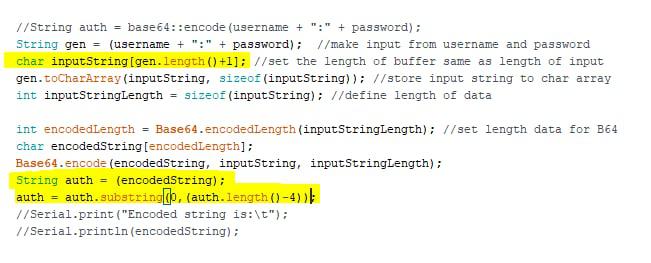 //String auth = base64::encode(username + ":" + password);
String gen = (username + ":" + password);  //make input from username and password
char inputString[gen.length()+1]; //set the length of buffer same as length of input
gen.toCharArray(inputString, sizeof(inputString)); //store input string to char array
int inputStringLength = sizeof(inputString); //define length of data
int encodedLength = Base64.encodedLength(inputStringLength); //set length data for B64
char encodedString[encodedLength];
Base64.encode(encodedString, inputString, inputStringLength);
String auth = (encodedString);
auth = auth.substring(0,(auth.length()-4));
//Serial.print("Encoded string is:\t");
//Serial.println(encodedString);